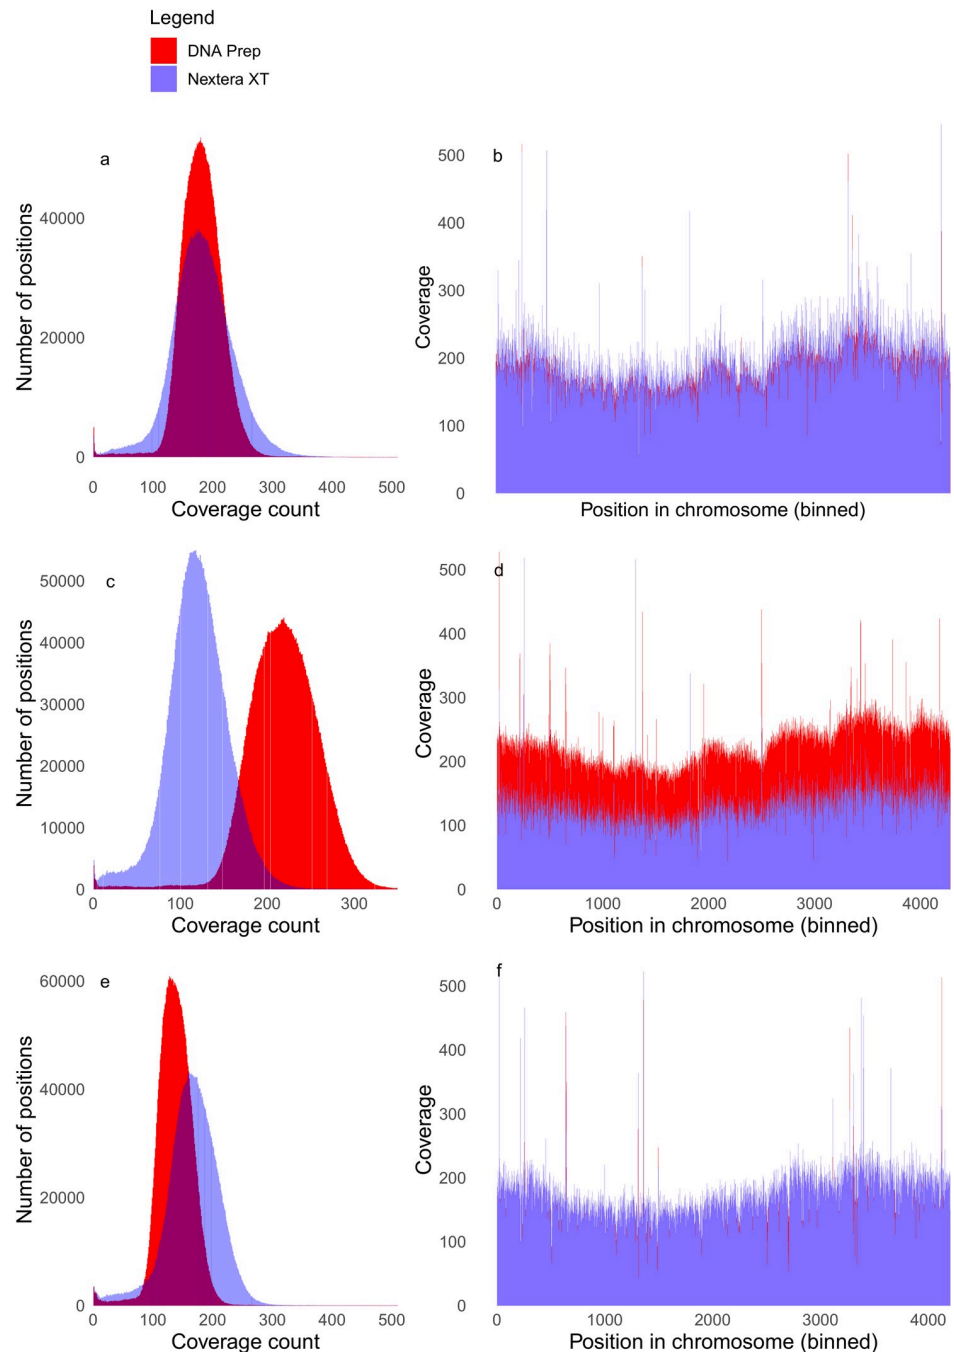 Legend
DNA Prep
Nextera XT
a
Number of positions
40000
20000
0
0 100 200 300 400 500
Coverage count
b
Coverage
500
400
300
200
100
0
Position in chromosome (binned)
c
Number of positions
50000
40000
30000
20000
10000
0
0 100 200 300
Coverage count
d
Coverage
500
400
300
200
100
0
0 1000 2000 3000 4000
Position in chromosome (binned)
e
Number of positions
60000
40000
20000
0
0 100 200 300 400 500
Coverage count
f
Coverage
500
400
300
200
100
0
0 1000 2000 3000 4000
Position in chromosome (binned)